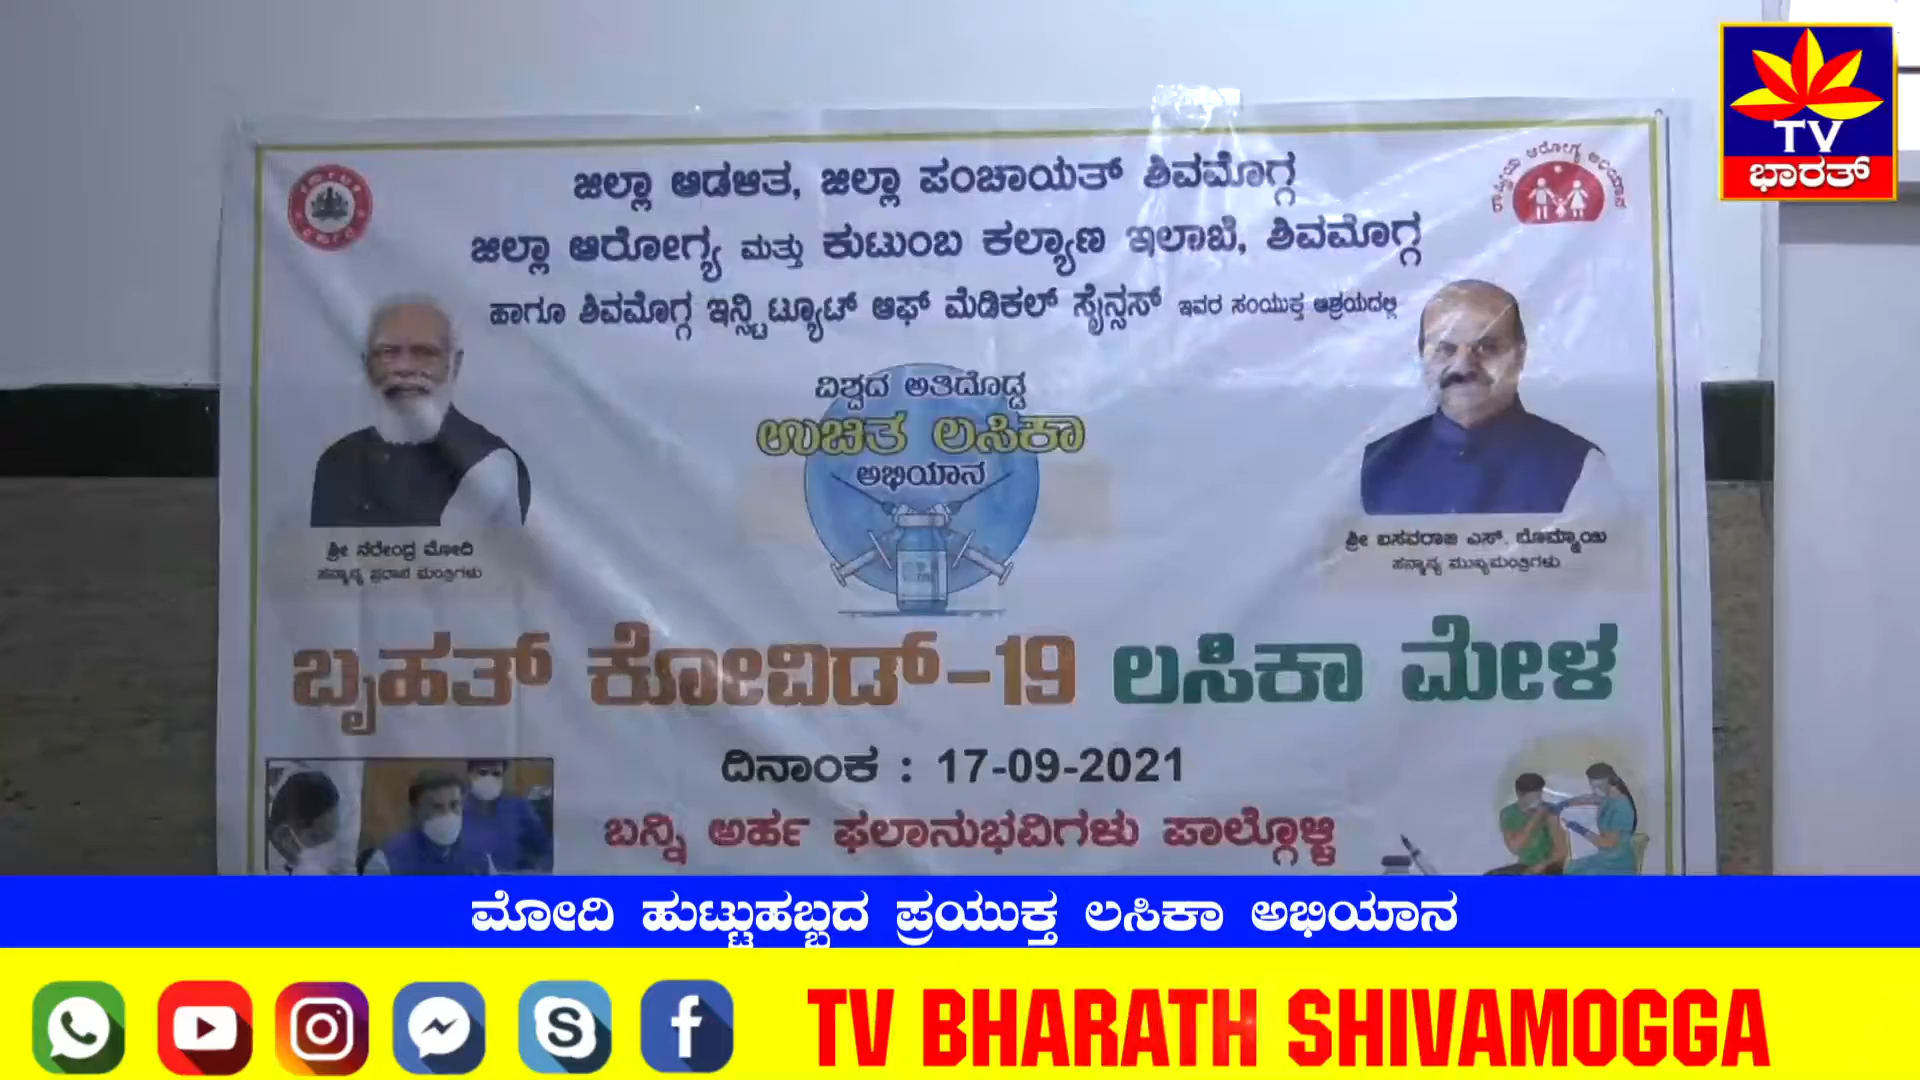 TV
ಭಾರತ್
ಜಿಲ್ಲಾ ಆಡಳಿತ, ಜಿಲ್ಲಾ ಪಂಚಾಯತ್ ಶಿವಮೊಗ್ಗ
ರಾಷ್ಟ್ರೀಯ ಆರೋಗ್ಯ ಅಭಿಯಾನ
ಜಿಲ್ಲಾ ಆರೋಗ್ಯ ಮತ್ತು ಕುಟುಂಬ ಕಲ್ಯಾಣ ಇಲಾಖೆ, ಶಿವಮೊಗ್ಗ
ಹಾಗೂ ಶಿವಮೊಗ್ಗ ಇನ್ಸ್ಟಿಟ್ಯೂಟ್ ಆಫ್ ಮೆಡಿಕಲ್ ಸೈನ್ಸಸ್ ಇವರ ಸಂಯುಕ್ತ ಆಶ್ರಯದಲ್ಲಿ
ವಿಶ್ವದ ಅತಿದೊಡ್ಡ
ಉಚಿತ ಲಸಿಕಾ
ಅಭಿಯಾನ
ಶ್ರೀ ನರೇಂದ್ರ ಮೋದಿ
ಸನ್ಮಾನ್ಯ ಪ್ರಧಾನ ಮಂತ್ರಿಗಳು
ಶ್ರೀ ಬಸವರಾಜ ಎಸ್. ಬೊಮ್ಮಾಯಿ
ಸನ್ಮಾನ್ಯ ಮುಖ್ಯಮಂತ್ರಿಗಳು
ಬೃಹತ್ ಕೋವಿಡ್-19 ಲಸಿಕಾ ಮೇಳ
ದಿನಾಂಕ : 17-09-2021
ಬನ್ನಿ ಅರ್ಹ ಫಲಾನುಭವಿಗಳು ಪಾಲ್ಗೊಳ್ಳಿ
ಮೋದಿ ಹುಟ್ಟುಹಬ್ಬದ ಪ್ರಯುಕ್ತ ಲಸಿಕಾ ಅಭಿಯಾನ
TV BHARATH SHIVAMOGGA